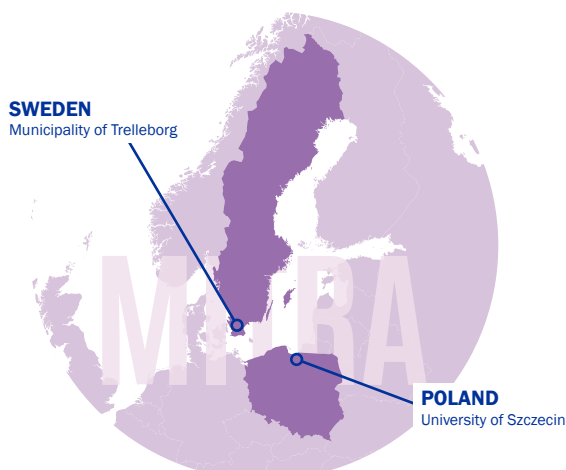 SWEDEN
Municipality of Trelleborg
POLAND
University of Szczecin